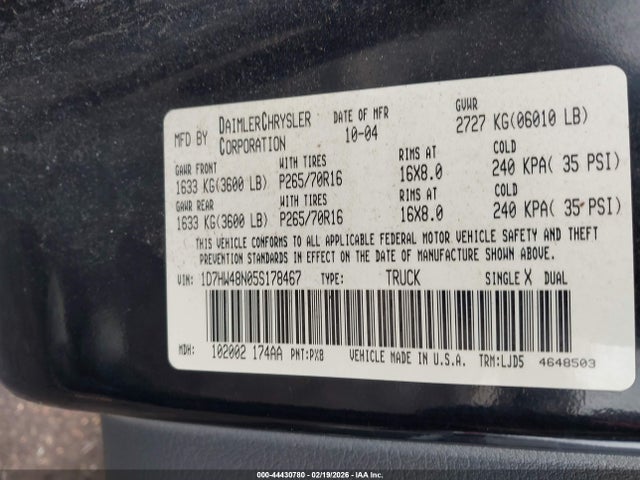 MFD BY DAIMLERCHRYSLER CORPORATION
DATE OF MFR 10-04
GVWR 2727 KG(06010 LB)
GAWR FRONT WITH TIRES RIMS AT COLD
1633 KG(3600 LB) P265/70R16 16X8.0 240 KPA( 35 PSI)
GAWR REAR WITH TIRES RIMS AT COLD
1633 KG(3600 LB) P265/70R16 16X8.0 240 KPA( 35 PSI)
THIS VEHICLE CONFORMS TO ALL APPLICABLE FEDERAL MOTOR VEHICLE SAFETY AND THEFT
PREVENTION STANDARDS IN EFFECT ON THE DATE OF MANUFACTURE SHOWN ABOVE.
VIN: 1D7HW48N05S178467 TYPE: TRUCK SINGLE X DUAL
MDH: 102002 174AA PNT:PX8 VEHICLE MADE IN U.S.A. TRM:LJD5 4648503
000-44430780 - 02/19/2026 - IAA Inc.